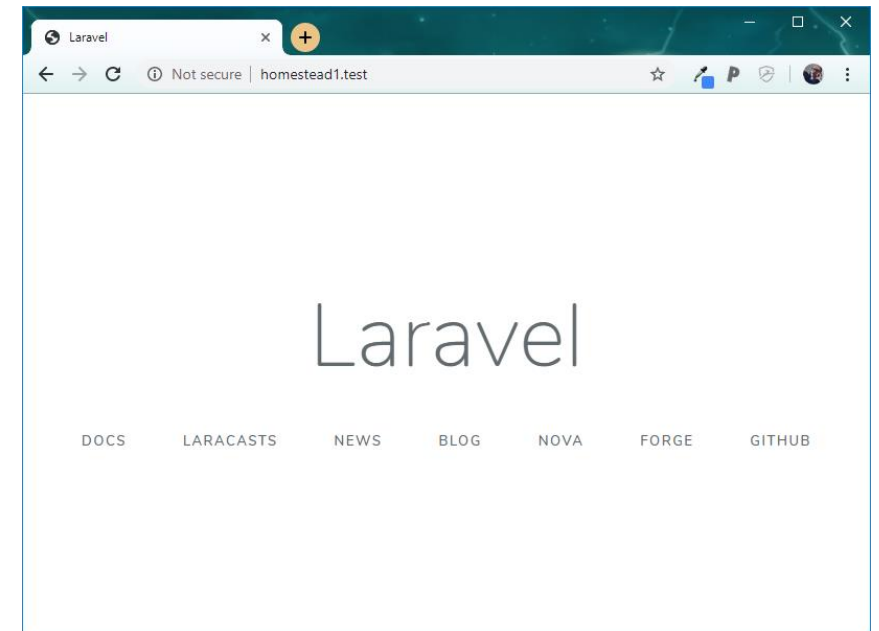 Laravel
Not secure | homestead1.test
Laravel
DOCS LARACASTS NEWS BLOG NOVA FORGE GITHUB